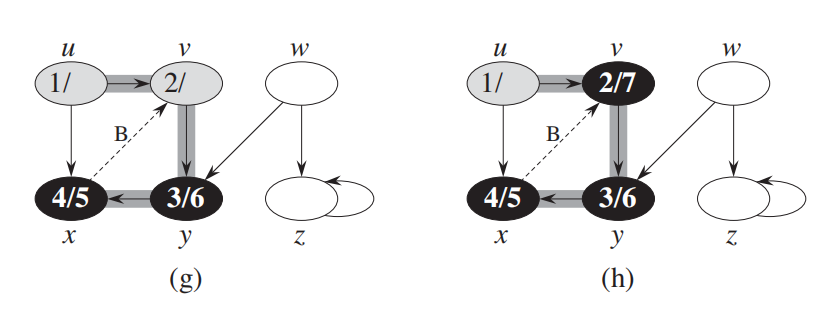 u v w u v w
1/ 2/ 1/ 2/7
B B
4/5 3/6 4/5 3/6
x y z x y z
(g) (h)